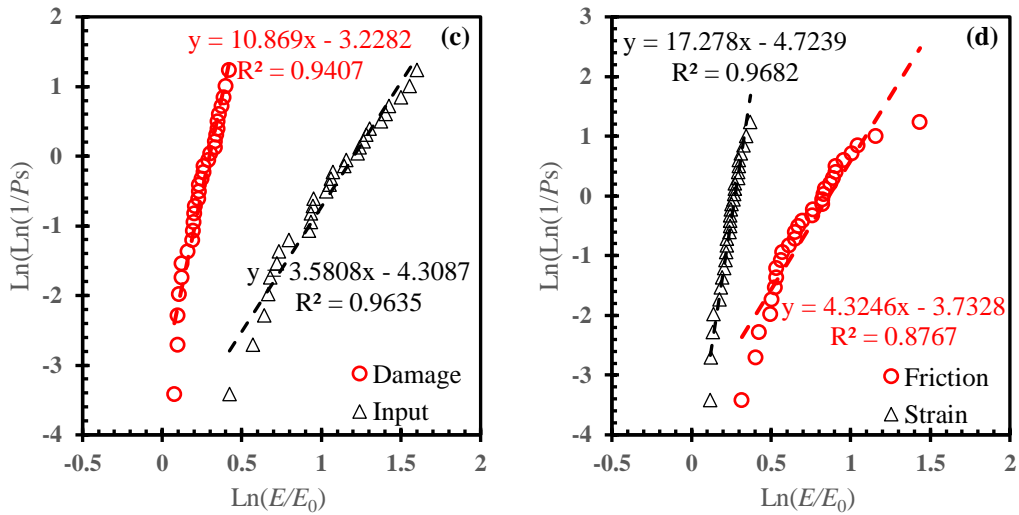 2
1
0
-1
-2
-3
-4
-0.5
0
0.5
1
1.5
2
Ln(Ln(1/Ps)
Ln(E/E0)
(c)
y = 10.869x - 3.2282
R² = 0.9407
y = 3.5808x - 4.3087
R² = 0.9635
Damage
Input
3
2
1
0
-1
-2
-3
-4
-0.5
0
0.5
1
1.5
2
Ln(Ln(1/Ps)
Ln(E/E0)
(d)
y = 17.278x - 4.7239
R² = 0.9682
y = 4.3246x - 3.7328
R² = 0.8767
Friction
Strain